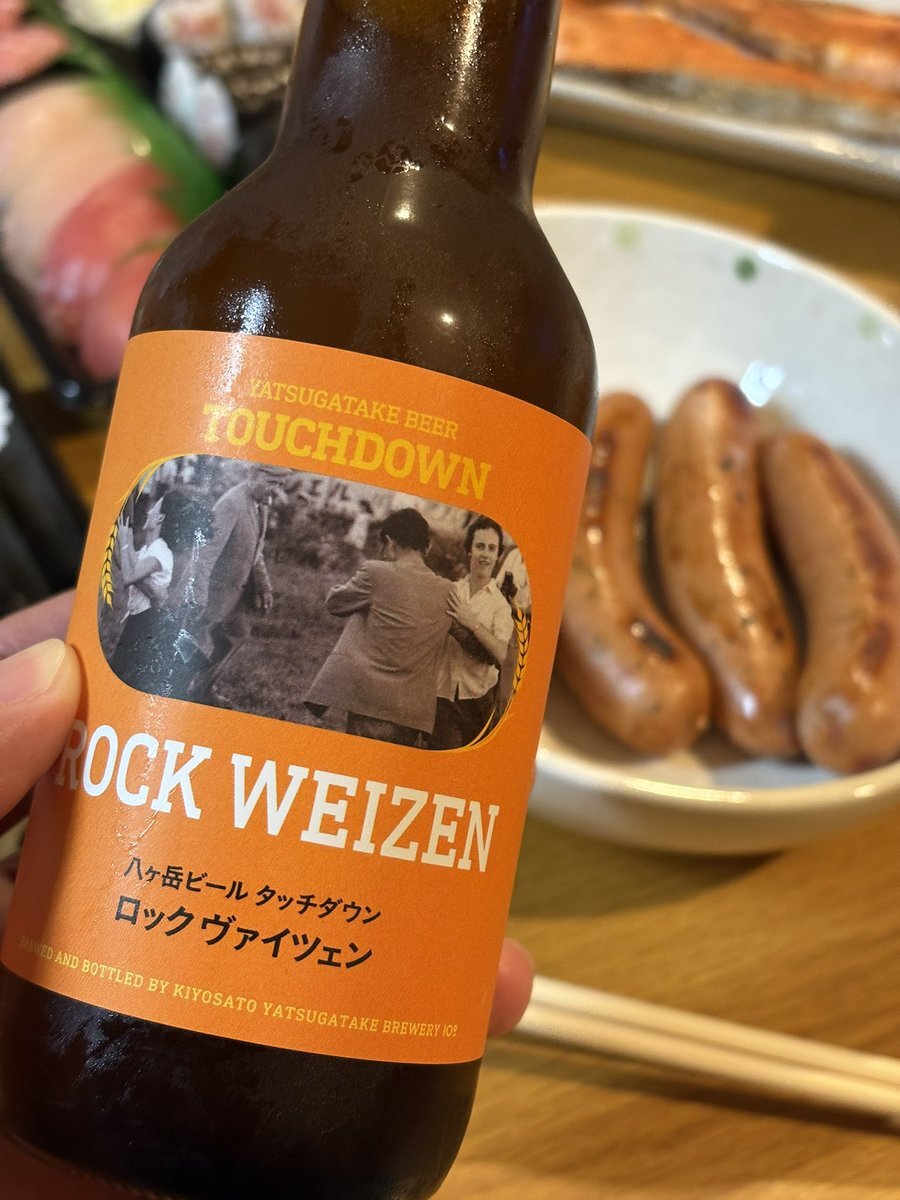 YATSUGATAKE BEER
TOUCHDOWN
ROCK WEIZEN
八ヶ岳ビール タッチダウン
ロック ヴァイツェン
BREWED AND BOTTLED BY KIYOSATO YATSUGATAKE BREWERY